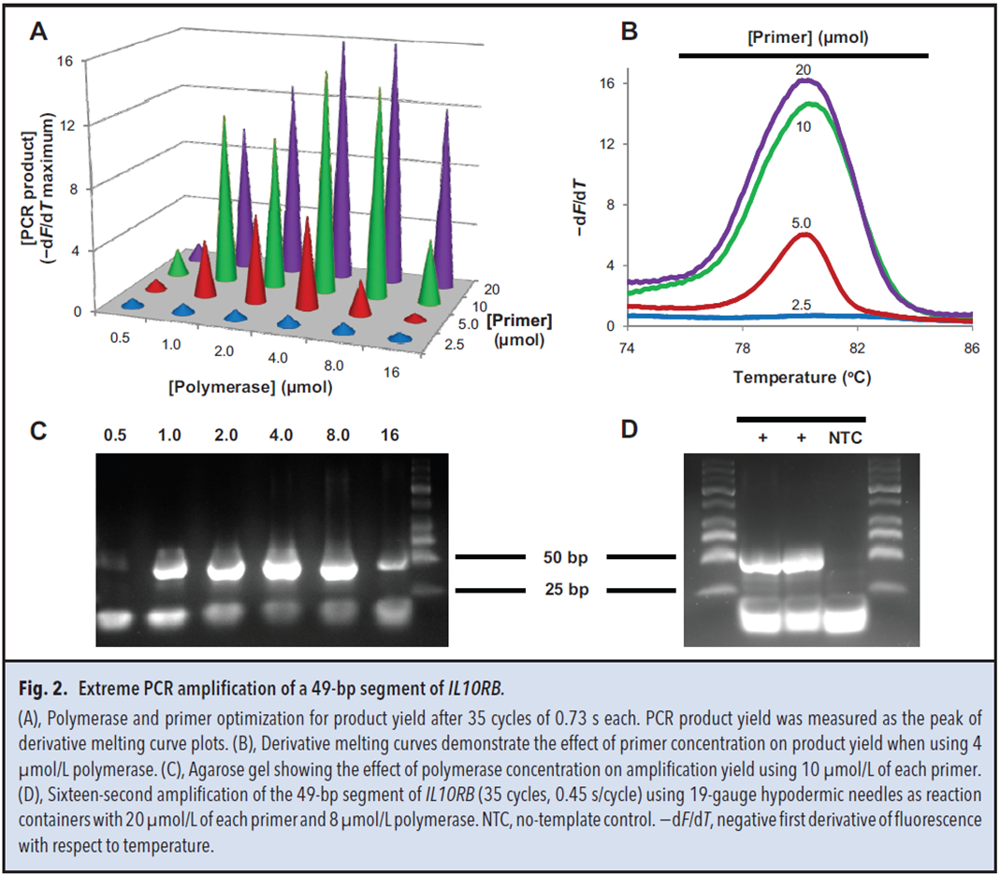 A
[PCR product]
(−dF/dT maximum)
16
12
8
4
0
0.5
1.0
2.0
4.0
8.0
16
[Polymerase] (µmol)
20
10
5.0
2.5
[Primer]
(µmol)
B
[Primer] (µmol)
−dF/dT
16
12
8
4
0
20
10
5.0
2.5
74
78
82
86
Temperature (ºC)
C
0.5 1.0 2.0 4.0 8.0 16
50 bp
25 bp
D
+ + NTC
Fig. 2. Extreme PCR amplification of a 49-bp segment of IL10RB.
(A), Polymerase and primer optimization for product yield after 35 cycles of 0.73 s each. PCR product yield was measured as the peak of
derivative melting curve plots. (B), Derivative melting curves demonstrate the effect of primer concentration on product yield when using 4
µmol/L polymerase. (C), Agarose gel showing the effect of polymerase concentration on amplification yield using 10 µmol/L of each primer.
(D), Sixteen-second amplification of the 49-bp segment of IL10RB (35 cycles, 0.45 s/cycle) using 19-gauge hypodermic needles as reaction
containers with 20 µmol/L of each primer and 8 µmol/L polymerase. NTC, no-template control. −dF/dT, negative first derivative of fluorescence
with respect to temperature.